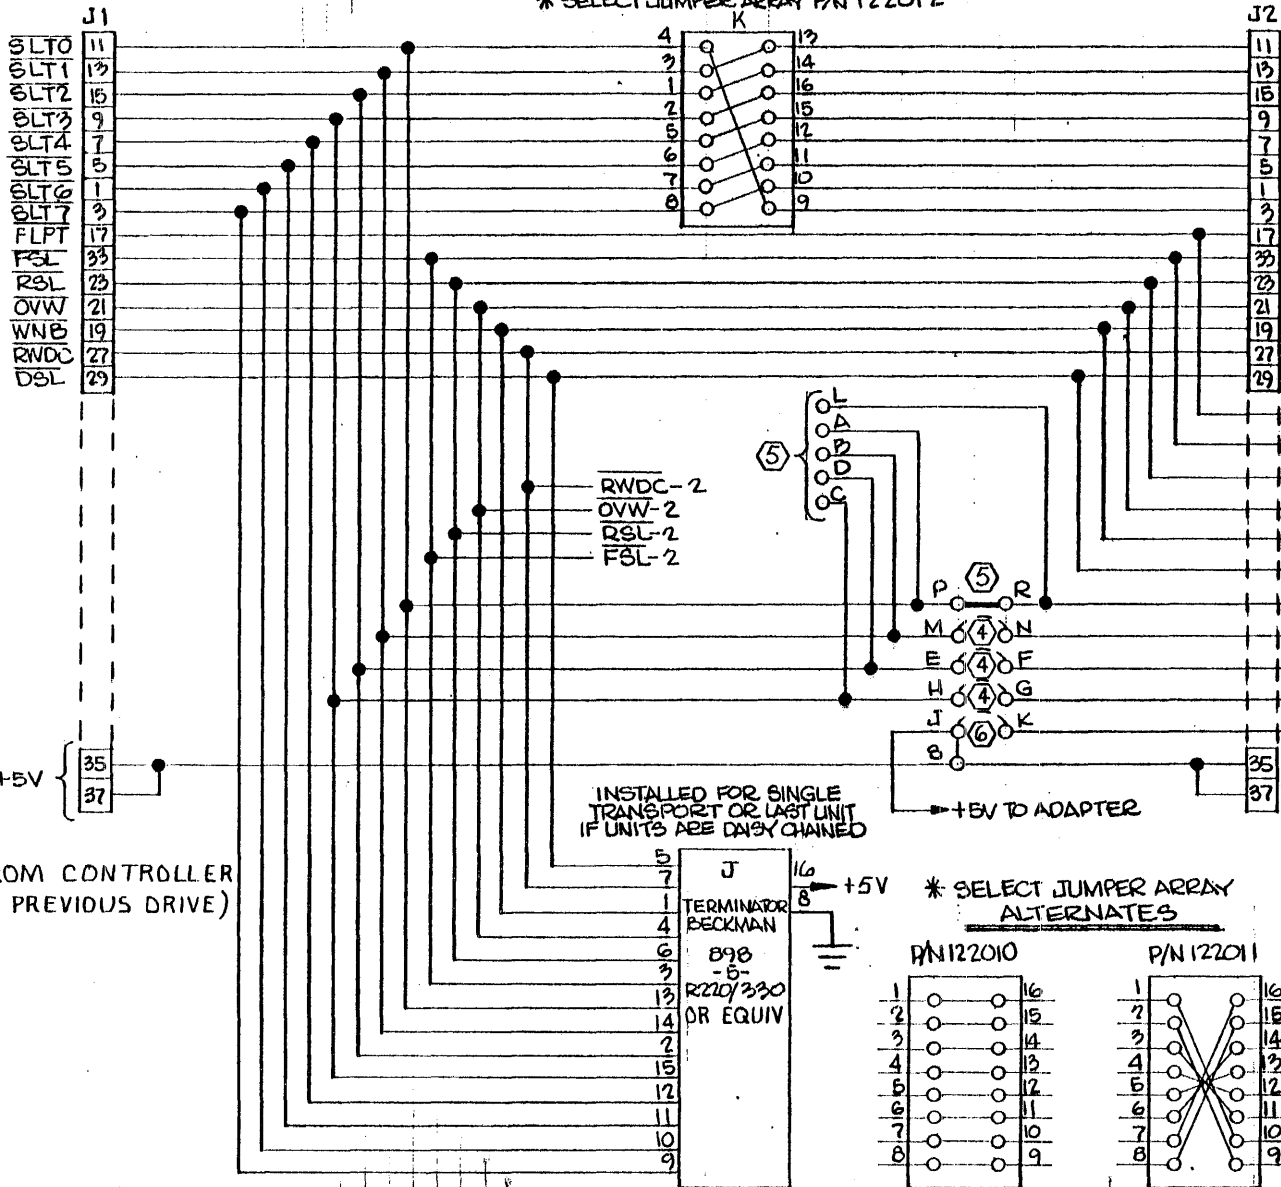 * SELECT JUMPER ARRAY P/N 122012
J1
K
J2
SLT0 11
SLT1 13
SLT2 15
SLT3 9
SLT4 7
SLT5 5
SLT6 1
SLT7 3
FLPT 17
FSL 33
RSL 23
OVW 21
WNB 19
RWDC 27
DSL 29
4 13
3 14
1 16
2 15
5 12
6 11
7 10
8 9
11
13
15
9
7
5
1
3
17
33
23
21
19
27
29
5
L
A
B
D
C
RWDC-2
OVW-2
RSL-2
FSL-2
5
P R
M 4 N
E 4 F
H 4 G
J 6 K
8
+5V
35
37
35
37
+5V TO ADAPTER
INSTALLED FOR SINGLE
TRANSPORT OR LAST UNIT
IF UNITS ARE DAISY CHAINED
OM CONTROLLER
PREVIOUS DRIVE)
5
7
1
4
6
3
13
14
2
15
12
11
10
9
J
TERMINATOR
BECKMAN
898
-5-
R220/330
OR EQUIV
16
+5V
8
* SELECT JUMPER ARRAY
ALTERNATES
P/N 122010
1 16
2 15
3 14
4 13
5 12
6 11
7 10
8 9
P/N 122011
1 16
2 15
3 14
4 13
5 12
6 11
7 10
8 9